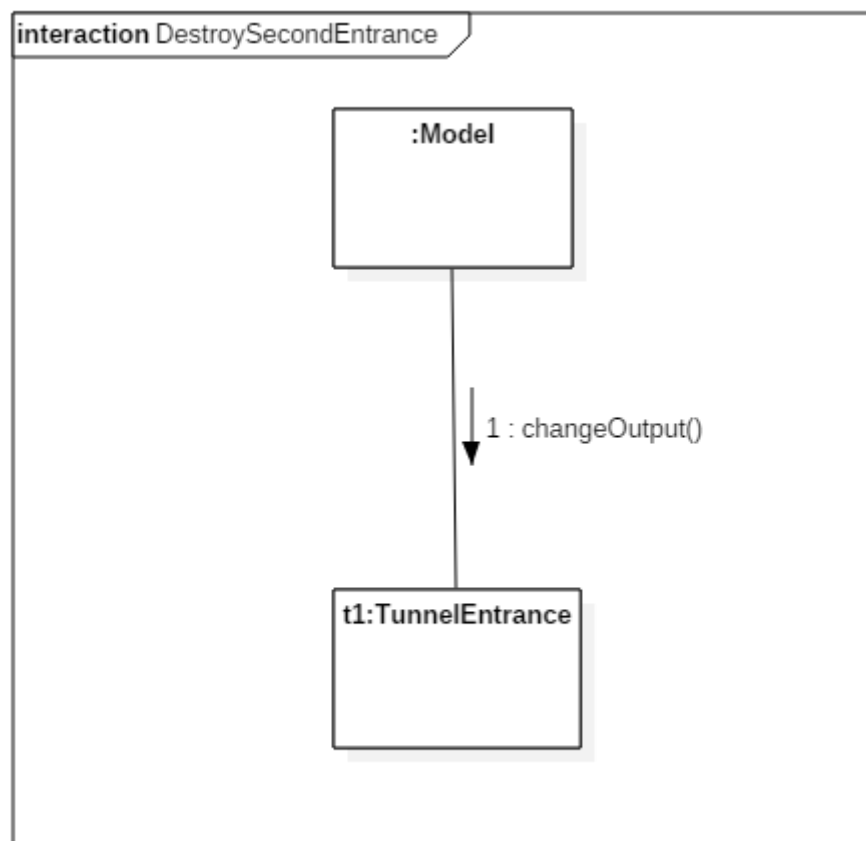 interaction DestroySecondEntrance
:Model
1 : changeOutput()
t1:TunnelEntrance